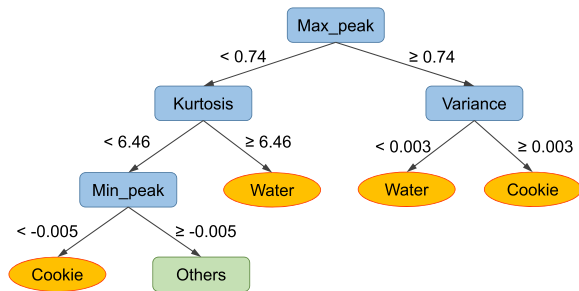 Max_peak
< 0.74
≥ 0.74
Kurtosis
Variance
< 6.46
≥ 6.46
< 0.003
≥ 0.003
Min_peak
Water
Water
Cookie
< -0.005
≥ -0.005
Cookie
Others